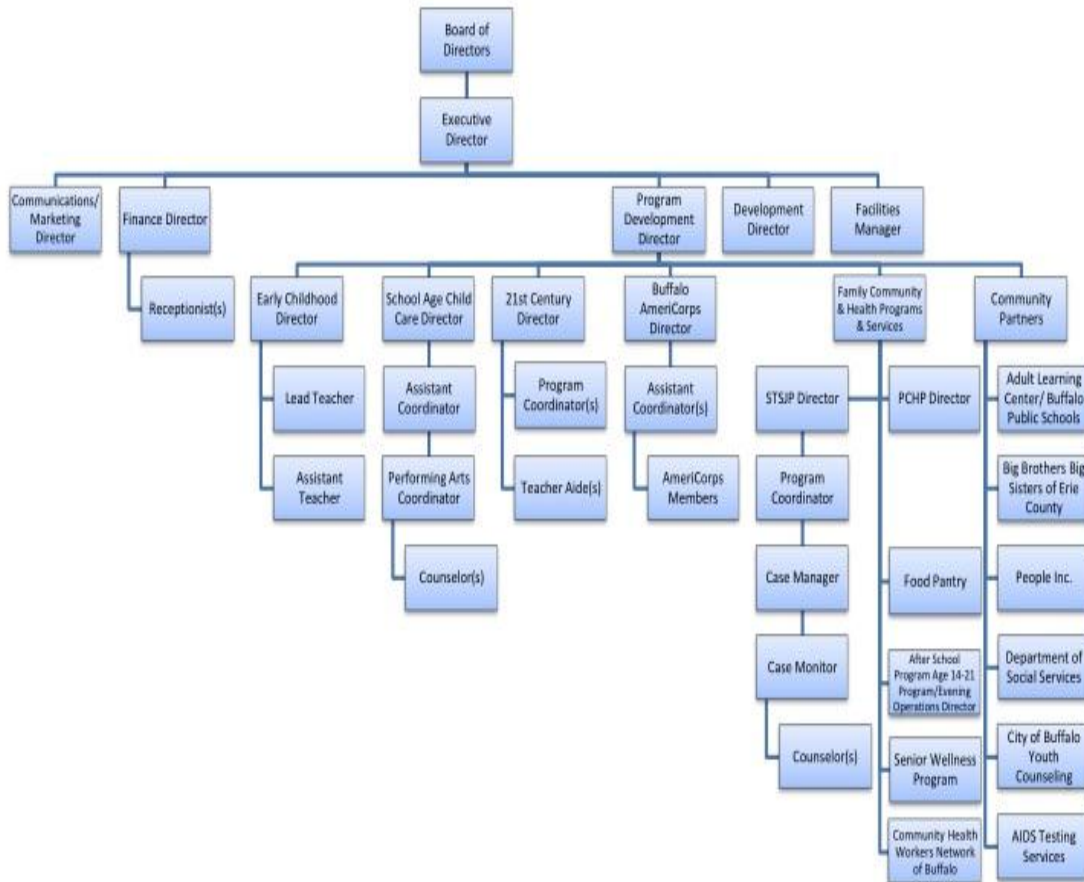 Board of
Directors
Executive
Director
Communications/
Marketing
Director
Finance Director
Program
Development
Director
Development
Director
Facilities
Manager
Receptionist(s)
Early Childhood
Director
School Age Child
Care Director
21st Century
Director
Buffalo
AmeriCorps
Director
Family Community
& Health Programs
& Services
Community
Partners
Lead Teacher
Assistant
Coordinator
Program
Coordinator(s)
Assistant
Coordinator(s)
STSJP Director
PCHP Director
Adult Learning
Center/ Buffalo
Public Schools
Assistant
Teacher
Performing Arts
Coordinator
Teacher Aide(s)
AmeriCorps
Members
Program
Coordinator
Big Brothers Big
Sisters of Erie
County
Counselor(s)
Case Manager
Food Pantry
People Inc.
Case Monitor
After School
Program Age 14-21
Program/Evening
Operations Director
Department of
Social Services
Counselor(s)
Senior Wellness
Program
City of Buffalo
Youth
Counseling
Community Health
Workers Network
of Buffalo
AIDS Testing
Services